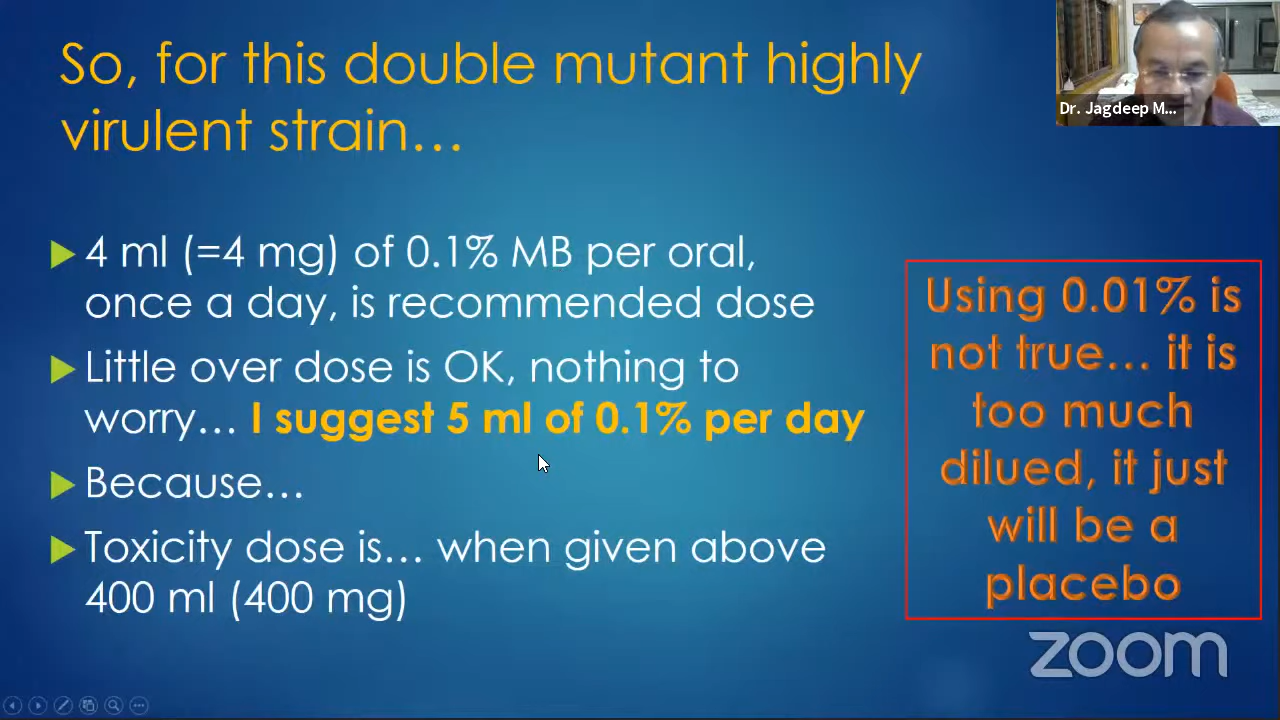 So, for this double mutant highly
virulent strain...
Dr. Jagdeep M...
4 ml (=4 mg) of 0.1% MB per oral,
once a day, is recommended dose
Little over dose is OK, nothing to
worry... I suggest 5 ml of 0.1% per day
Because...
Toxicity dose is... when given above
400 ml (400 mg)
Using 0.01% is
not true... it is
too much
dilued, it just
will be a
placebo
zoom